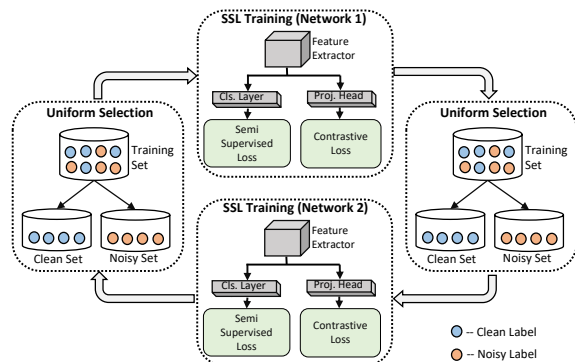 SSL Training (Network 1)
Feature
Extractor
Cls. Layer
Proj. Head
Semi
Supervised
Loss
Contrastive
Loss
Uniform Selection
Training
Set
Clean Set
Noisy Set
Uniform Selection
Training
Set
Clean Set
Noisy Set
SSL Training (Network 2)
Feature
Extractor
Cls. Layer
Proj. Head
Semi
Supervised
Loss
Contrastive
Loss
-- Clean Label
-- Noisy Label